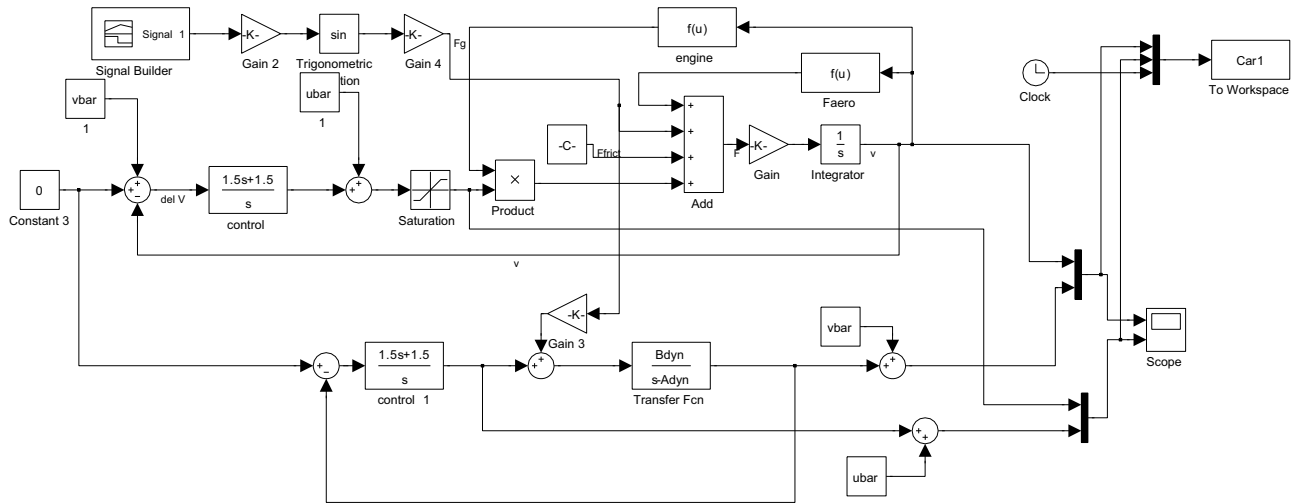 Signal 1
Signal Builder
-K-
Gain 2
sin
Trigonometric
tion
-K-
Gain 4
Fg
f(u)
engine
f(u)
Faero
Clock
Car1
To Workspace
vbar
1
ubar
1
-C-
Ffrict
+
+
+
+
Add
F
-K-
Gain
1
s
Integrator
v
0
Constant 3
+
+
−
del V
1.5s+1.5
s
control
+
+
Saturation
×
Product
v
-K-
Gain 3
vbar
+
−
1.5s+1.5
s
control 1
+
+
Bdyn
s-Adyn
Transfer Fcn
+
+
Scope
+
+
ubar